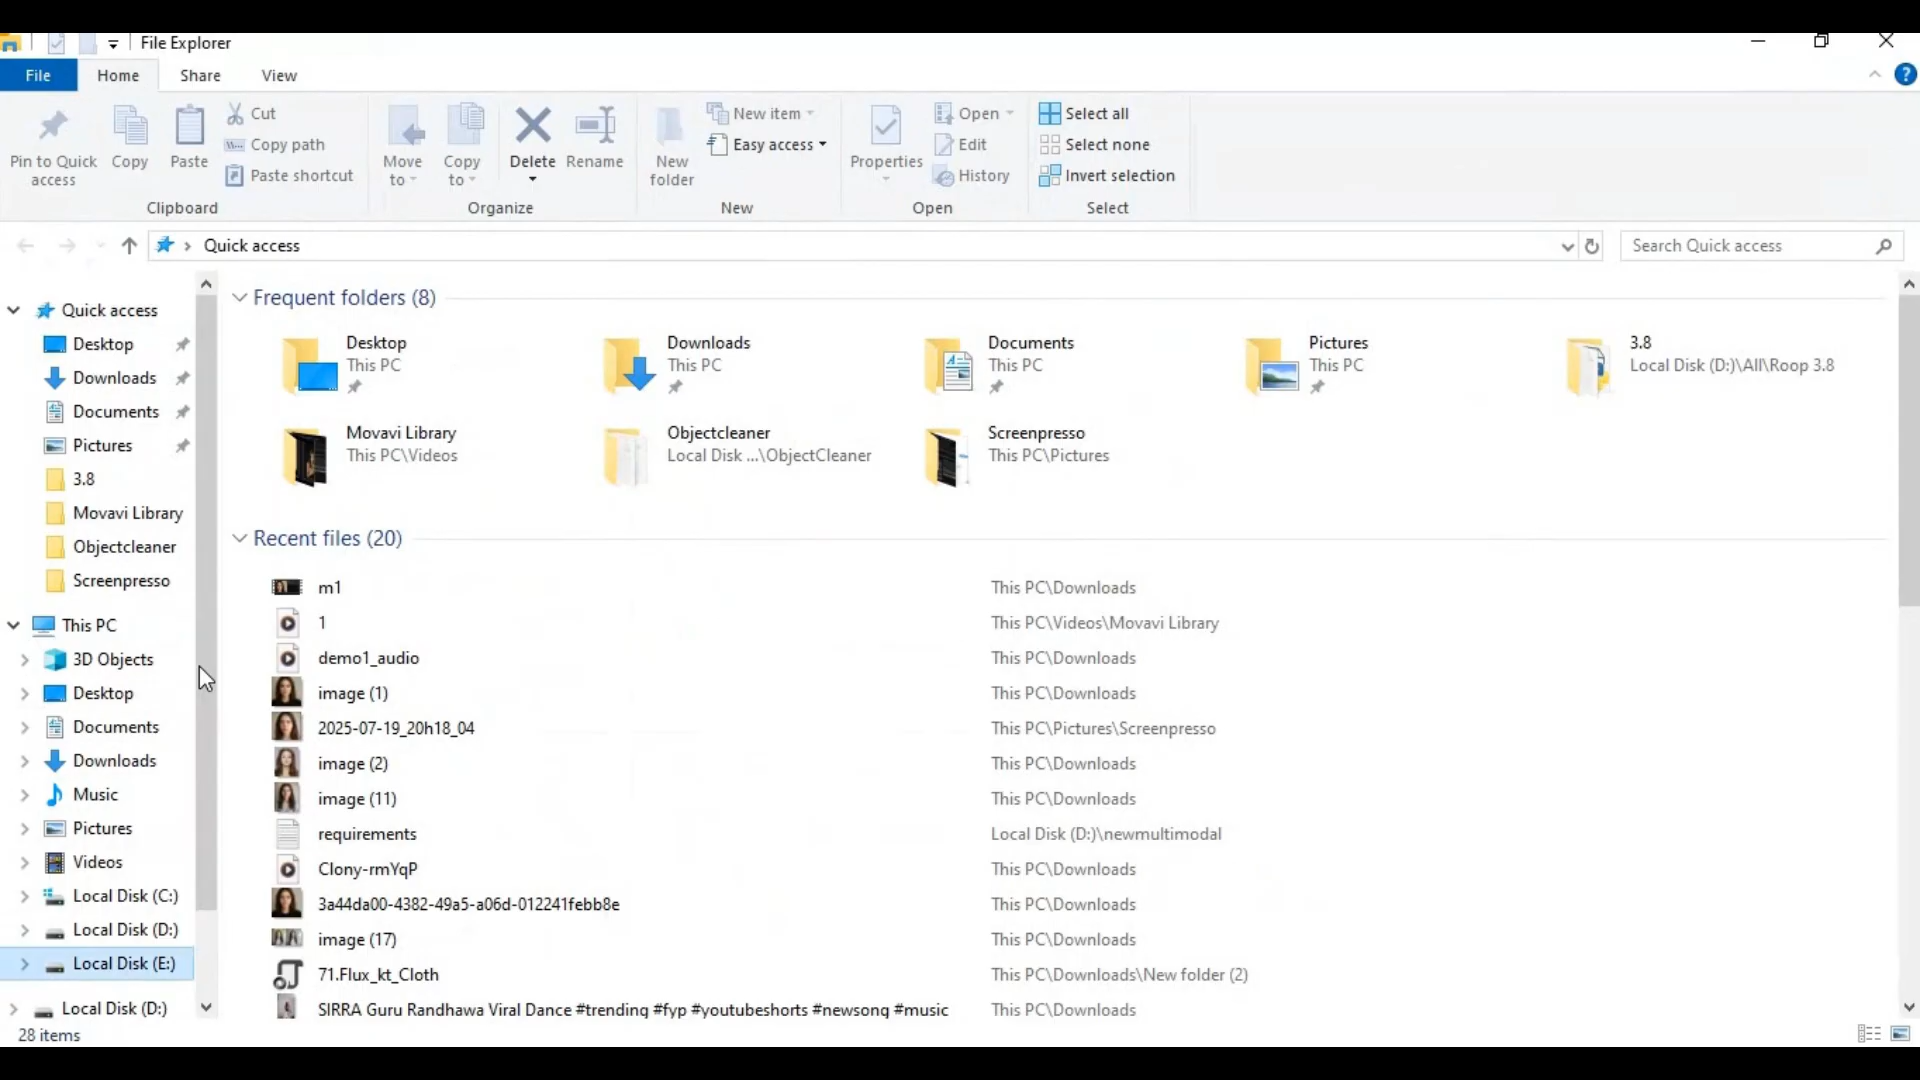 File Explorer
File Home Share View
Pin to Quick access
Copy
Paste
Cut
Copy path
Paste shortcut
Clipboard
Move to
Copy to
Delete
Rename
Organize
New folder
New item
Easy access
New
Properties
Open
Edit
History
Open
Select all
Select none
Invert selection
Select
Quick access
Search Quick access
Quick access
Desktop
Downloads
Documents
Pictures
3.8
Movavi Library
Objectcleaner
Screenpresso
This PC
3D Objects
Desktop
Documents
Downloads
Music
Pictures
Videos
Local Disk (C:)
Local Disk (D:)
Local Disk (E:)
Local Disk (D:)
Frequent folders (8)
Desktop
This PC
Downloads
This PC
Documents
This PC
Pictures
This PC
3.8
Local Disk (D:)\All\Roop 3.8
Movavi Library
This PC\Videos
Objectcleaner
Local Disk ...\ObjectCleaner
Screenpresso
This PC\Pictures
Recent files (20)
m1 This PC\Downloads
1 This PC\Videos\Movavi Library
demo1_audio This PC\Downloads
image (1) This PC\Downloads
2025-07-19_20h18_04 This PC\Pictures\Screenpresso
image (2) This PC\Downloads
image (11) This PC\Downloads
requirements Local Disk (D:)\newmultimodal
Clony-rmYqP This PC\Downloads
3a44da00-4382-49a5-a06d-012241febb8e This PC\Downloads
image (17) This PC\Downloads
71.Flux_kt_Cloth This PC\Downloads\New folder (2)
SIRRA Guru Randhawa Viral Dance #trending #fyp #youtubeshorts #newsong #music This PC\Downloads
28 items